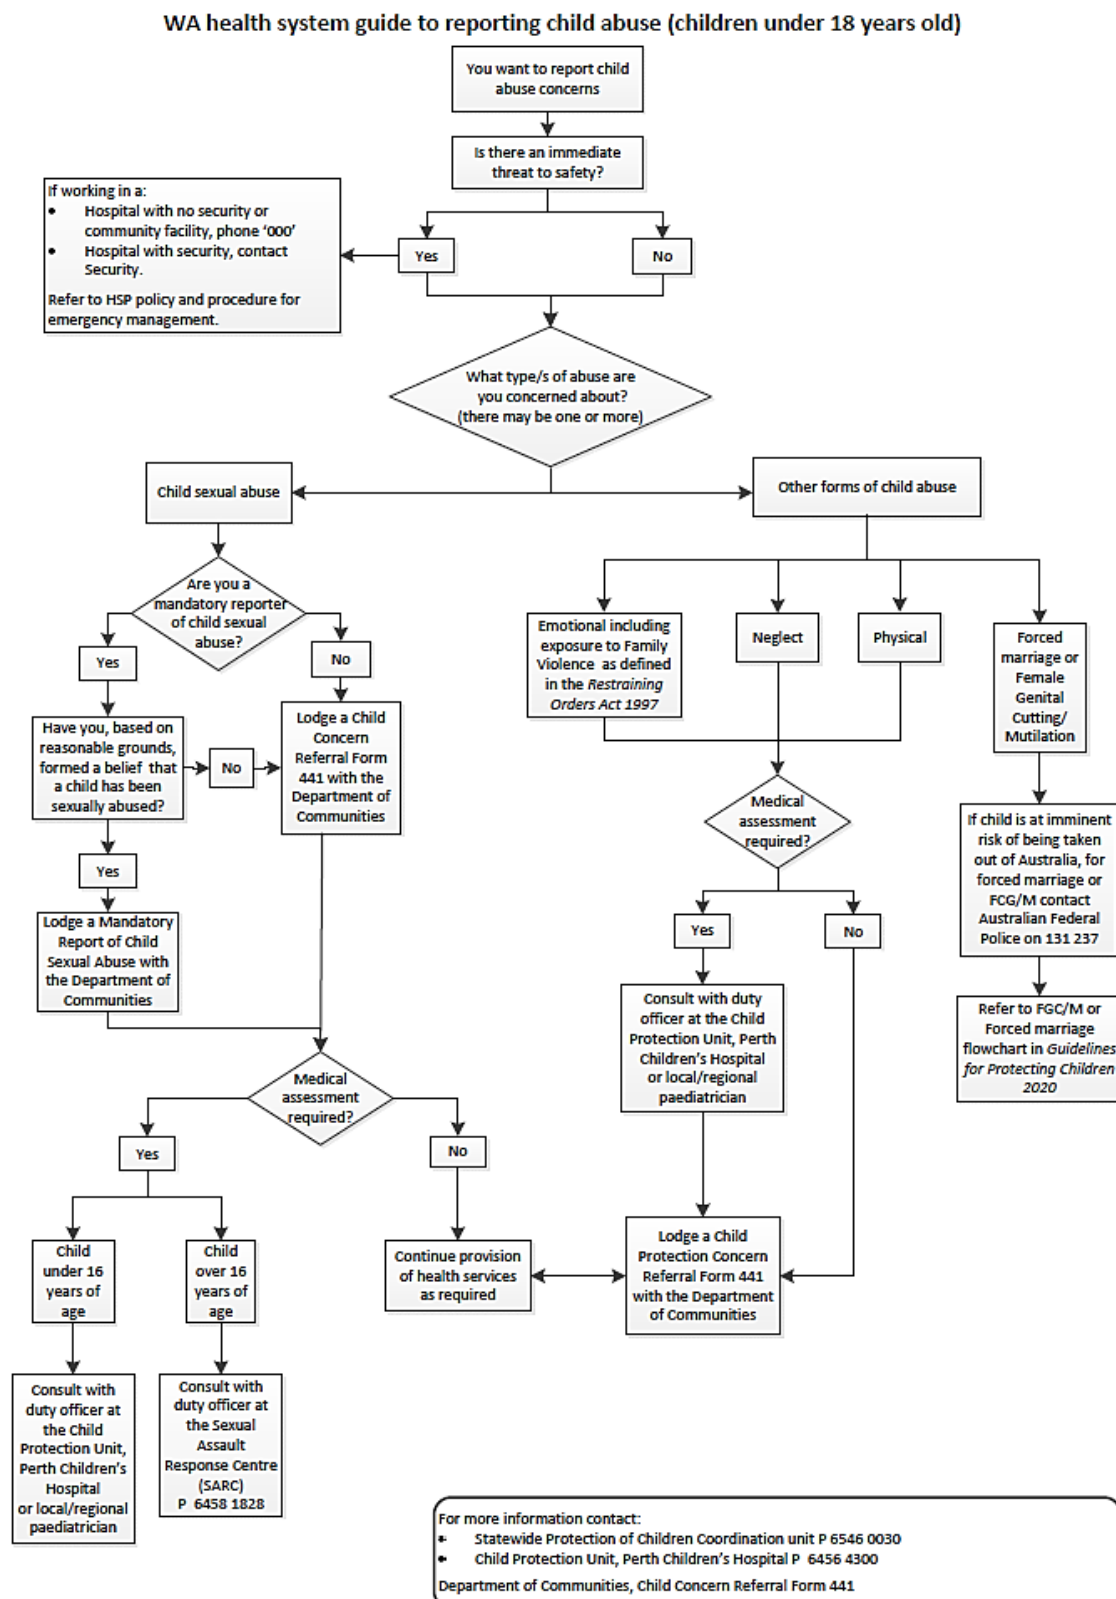 WA health system guide to reporting child abuse (children under 18 years old)
You want to report child
abuse concerns
Is there an immediate
threat to safety?
If working in a:
• Hospital with no security or
community facility, phone ‘000’
• Hospital with security, contact
Security.
Refer to HSP policy and procedure for
emergency management.
Yes
No
What type/s of abuse are
you concerned about?
(there may be one or more)
Child sexual abuse
Other forms of child abuse
Are you a
mandatory reporter
of child sexual
abuse?
Yes
No
Emotional including
exposure to Family
Violence as defined
in the Restraining
Orders Act 1997
Neglect
Physical
Forced
marriage or
Female
Genital
Cutting/
Mutilation
Have you, based on
reasonable grounds,
formed a belief that
a child has been
sexually abused?
No
Lodge a Child
Concern
Referral Form
441 with the
Department of
Communities
Yes
Lodge a Mandatory
Report of Child
Sexual Abuse with
the Department of
Communities
Medical
assessment
required?
Yes
No
If child is at imminent
risk of being taken
out of Australia, for
forced marriage or
FCG/M contact
Australian Federal
Police on 131 237
Consult with duty
officer at the Child
Protection Unit, Perth
Children’s Hospital
or local/regional
paediatrician
Refer to FGC/M or
Forced marriage
flowchart in Guidelines
for Protecting Children
2020
Medical
assessment
required?
Yes
No
Child
under 16
years of
age
Child
over 16
years of
age
Continue provision
of health services
as required
Lodge a Child
Protection Concern
Referral Form 441
with the Department
of Communities
Consult with
duty officer at
the Child
Protection Unit,
Perth Children’s
Hospital
or local/regional
paediatrician
Consult with
duty officer at
the Sexual
Assault
Response Centre
(SARC)
P 6458 1828
For more information contact:
• Statewide Protection of Children Coordination unit P 6546 0030
• Child Protection Unit, Perth Children’s Hospital P 6456 4300
Department of Communities, Child Concern Referral Form 441